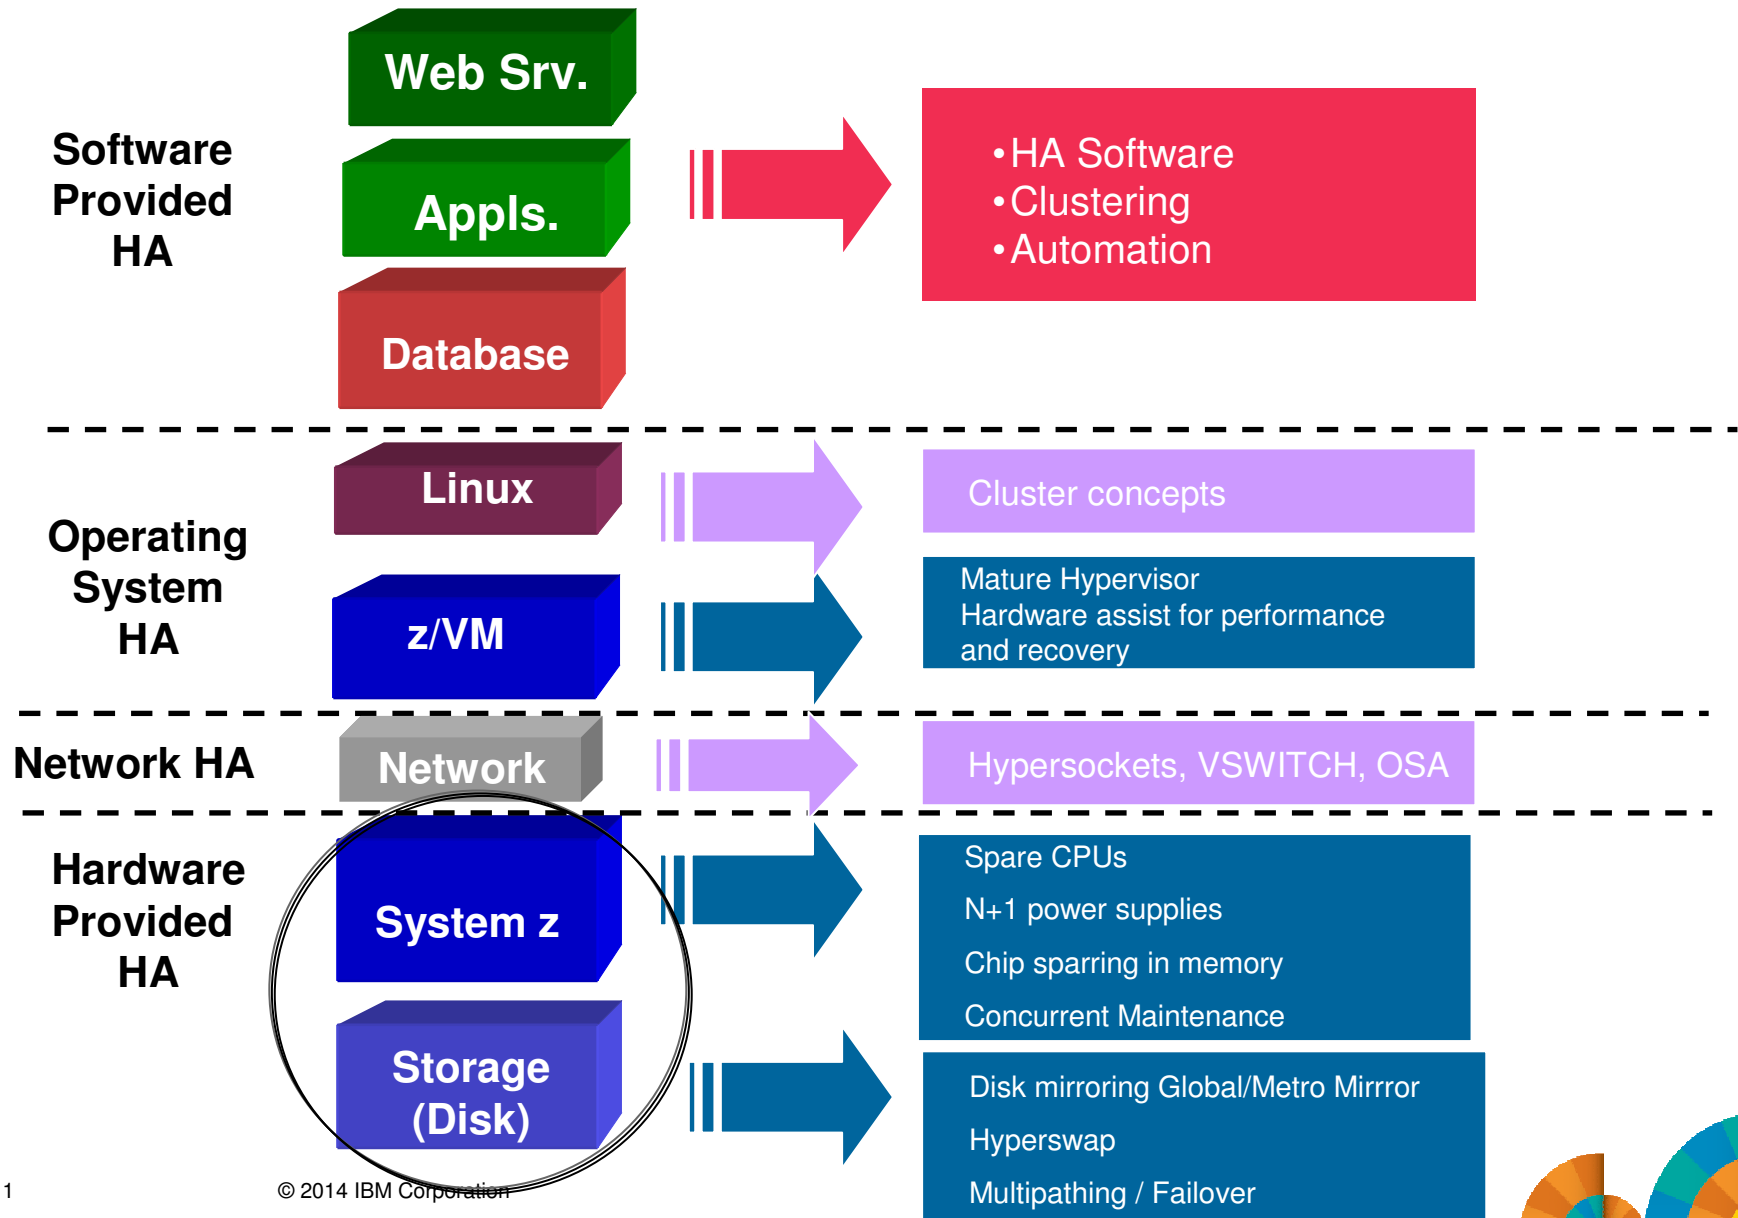 Web Srv.
Software
Provided
HA
Appls.
•HA Software
•Clustering
•Automation
Database
Linux
Cluster concepts
Operating
System
HA
z/VM
Mature Hypervisor
Hardware assist for performance
and recovery
Network HA
Network
Hypersockets, VSWITCH, OSA
Hardware
Provided
HA
System z
Spare CPUs
N+1 power supplies
Chip sparring in memory
Concurrent Maintenance
Storage
(Disk)
Disk mirroring Global/Metro Mirrror
Hyperswap
Multipathing / Failover
1
© 2014 IBM Corporation